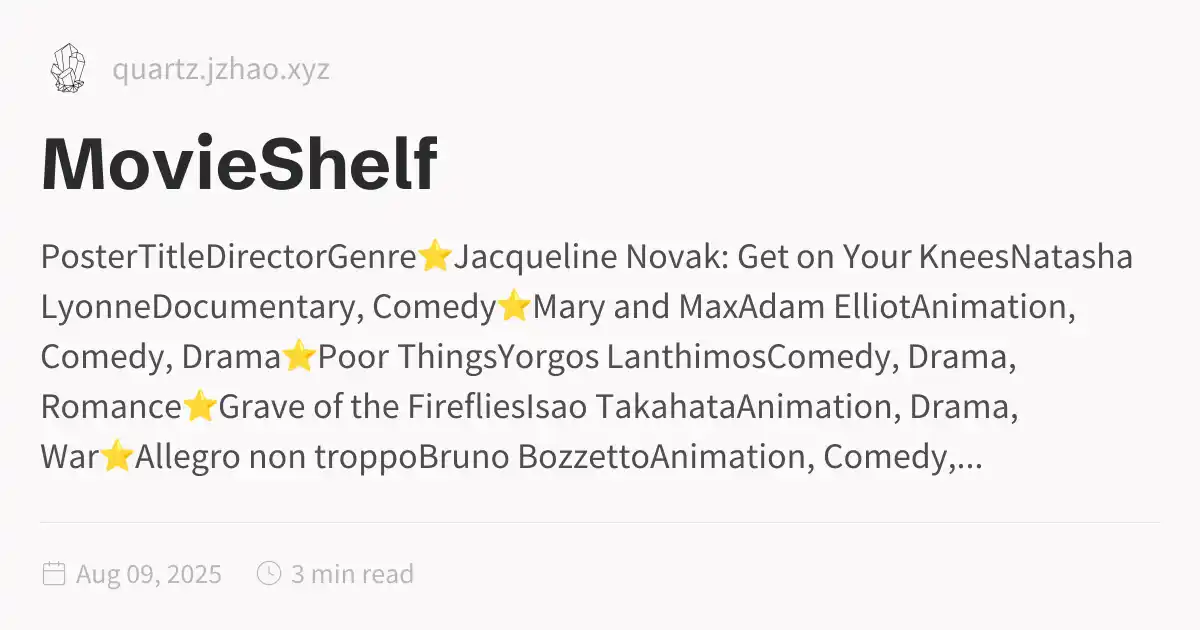 quartz.jzhao.xyz
MovieShelf
PosterTitleDirectorGenre⭐Jacqueline Novak: Get on Your KneesNatasha
LyonneDocumentary, Comedy⭐Mary and MaxAdam ElliotAnimation,
Comedy, Drama⭐Poor ThingsYorgos LanthimosComedy, Drama,
Romance⭐Grave of the FirefliesIsao TakahataAnimation, Drama,
War⭐Allegro non troppoBruno BozzettoAnimation, Comedy,...
Aug 09, 2025 3 min read